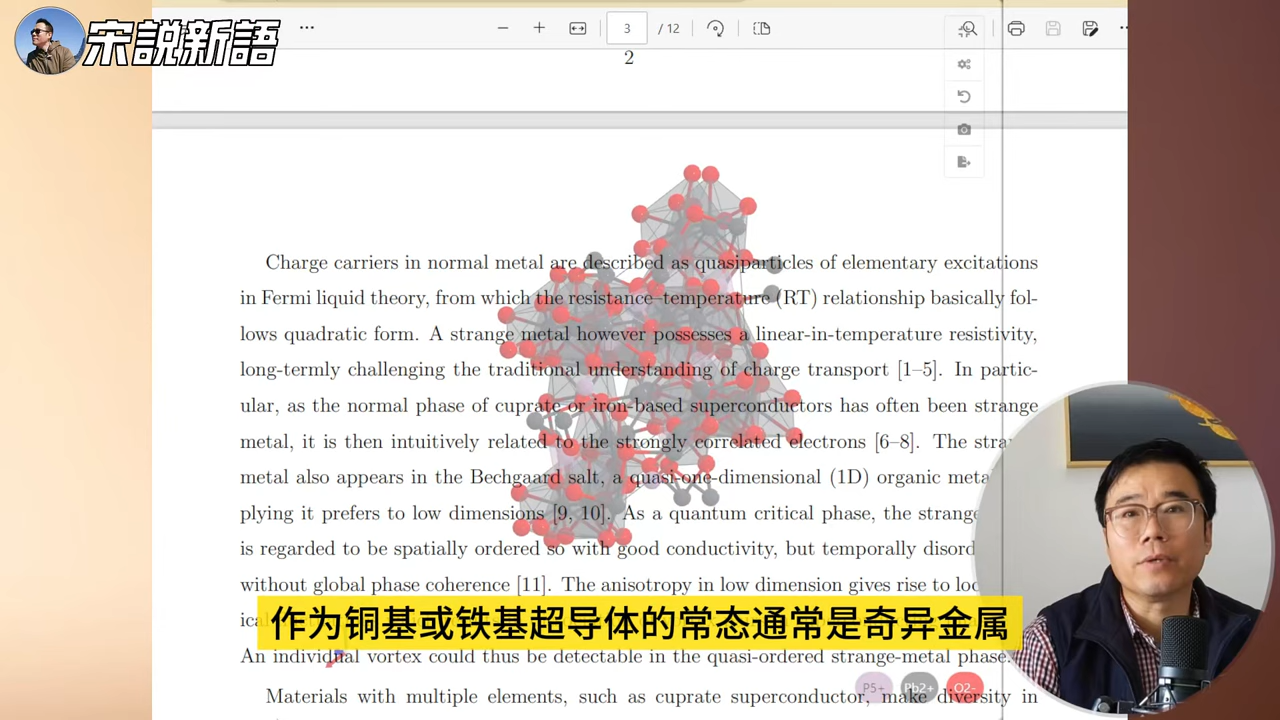 宋説新語
3 / 12
2
Charge carriers in normal metal are described as quasiparticles of elementary excitations
in Fermi liquid theory, from which the resistance–temperature (RT) relationship basically fol-
lows quadratic form. A strange metal however possesses a linear-in-temperature resistivity,
long-termly challenging the traditional understanding of charge transport [1–5]. In partic-
ular, as the normal phase of cuprate or iron-based superconductors has often been strange
metal, it is then intuitively related to the strongly correlated electrons [6–8]. The
metal also appears in the Bechgaard salt, a quasi-one-dimensional (1D) organic
plying it prefers to low dimensions [9, 10]. As a quantum critical phase, the strange
is regarded to be spatially ordered so with good conductivity, but temporally
without global phase coherence [11]. The anisotropy in low dimension gives rise to
作为铜基或铁基超导体的常态通常是奇异金属
An individual vortex could thus be detectable in the quasi-ordered strange-metal phase.
P5+ Pb2+ O2-
Materials with multiple elements, such as cuprate superconductor, make diversity in